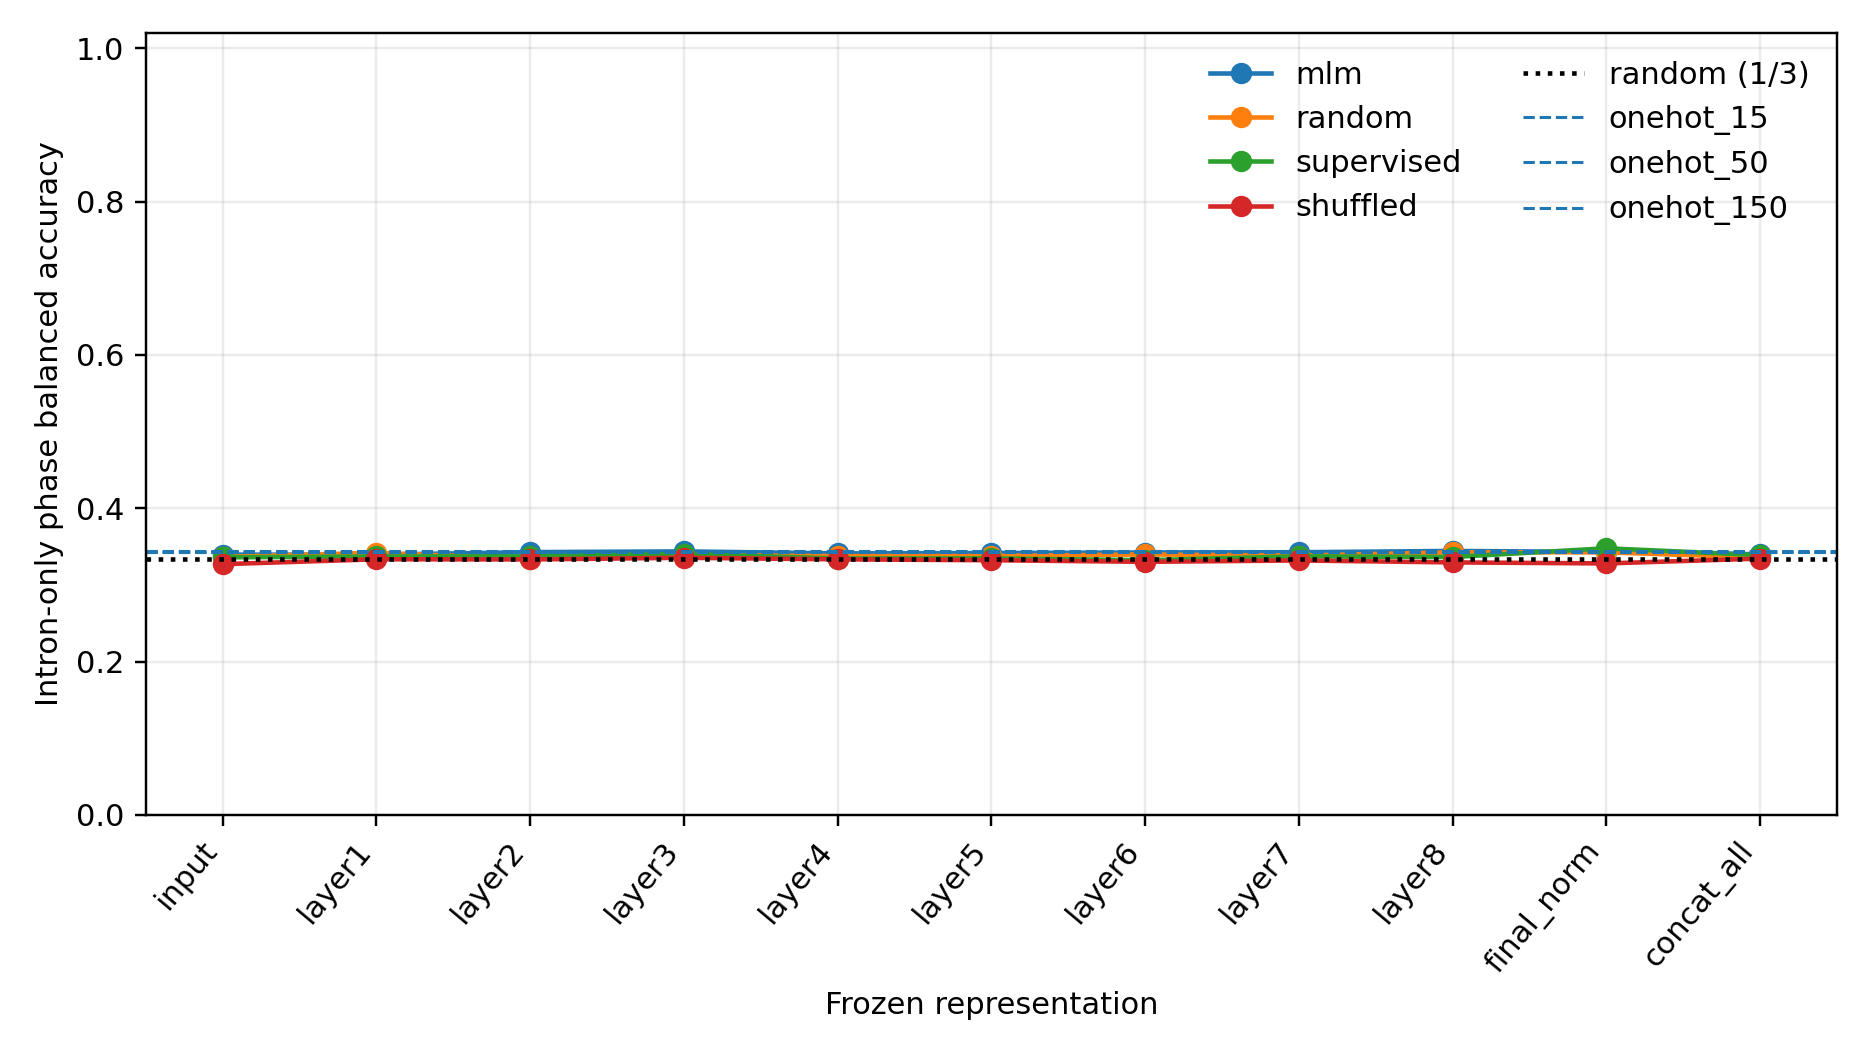 Intron-only phase balanced accuracy
1.0
0.8
0.6
0.4
0.2
0.0
mlm
random
supervised
shuffled
random (1/3)
onehot_15
onehot_50
onehot_150
input
layer1
layer2
layer3
layer4
layer5
layer6
layer7
layer8
final_norm
concat_all
Frozen representation